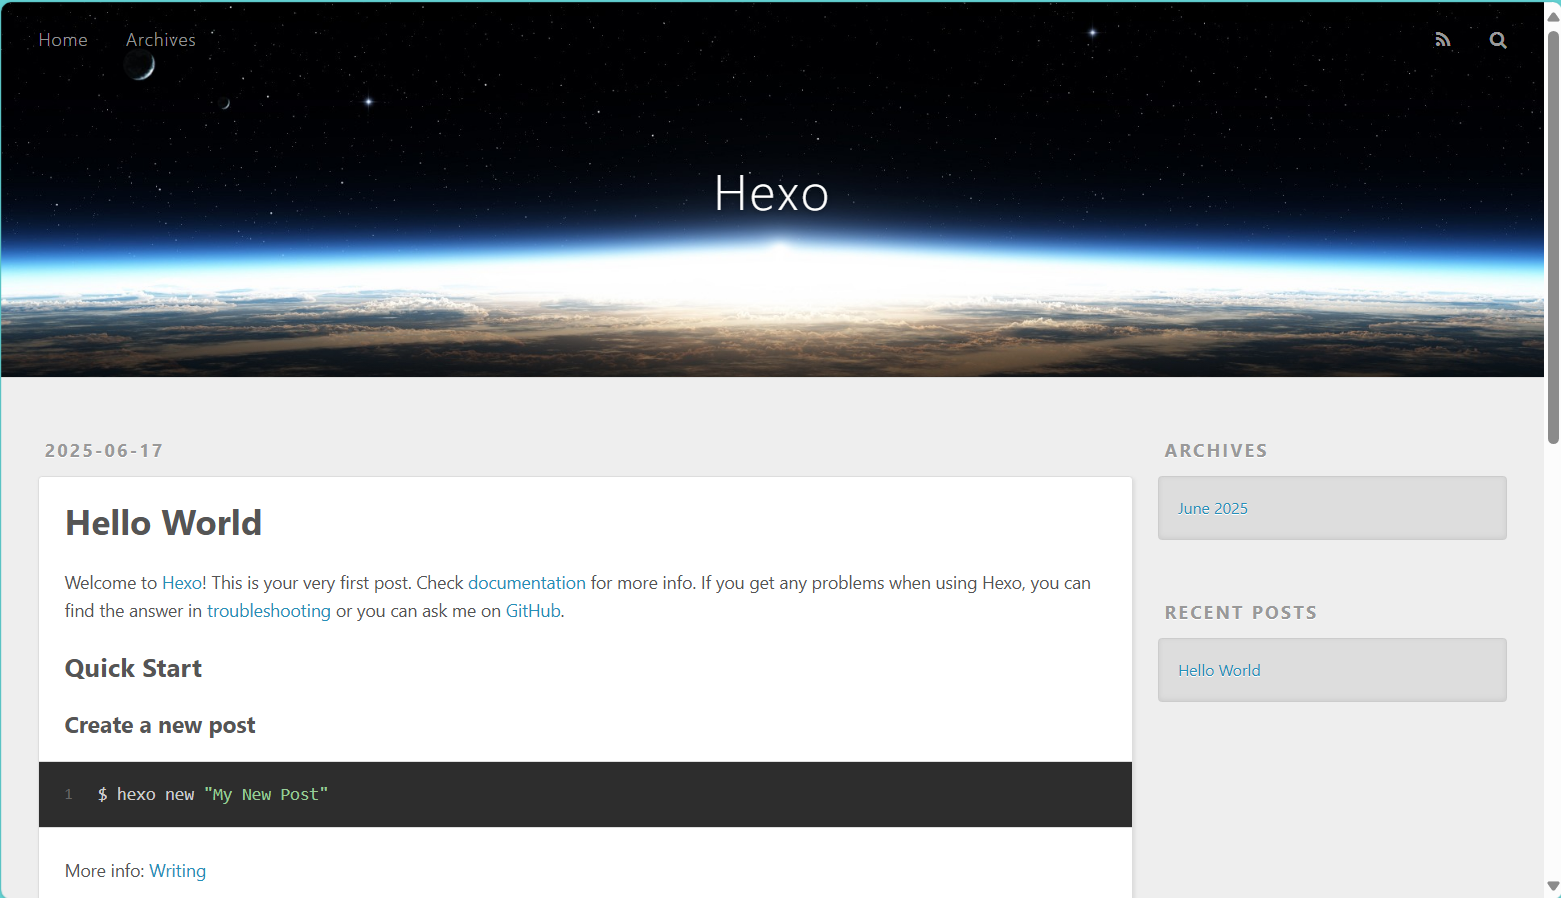 Home Archives
Hexo
2025-06-17
Hello World
Welcome to Hexo! This is your very first post. Check documentation for more info. If you get any problems when using Hexo, you can
find the answer in troubleshooting or you can ask me on GitHub.
Quick Start
Create a new post
1 $ hexo new "My New Post"
More info: Writing
ARCHIVES
June 2025
RECENT POSTS
Hello World